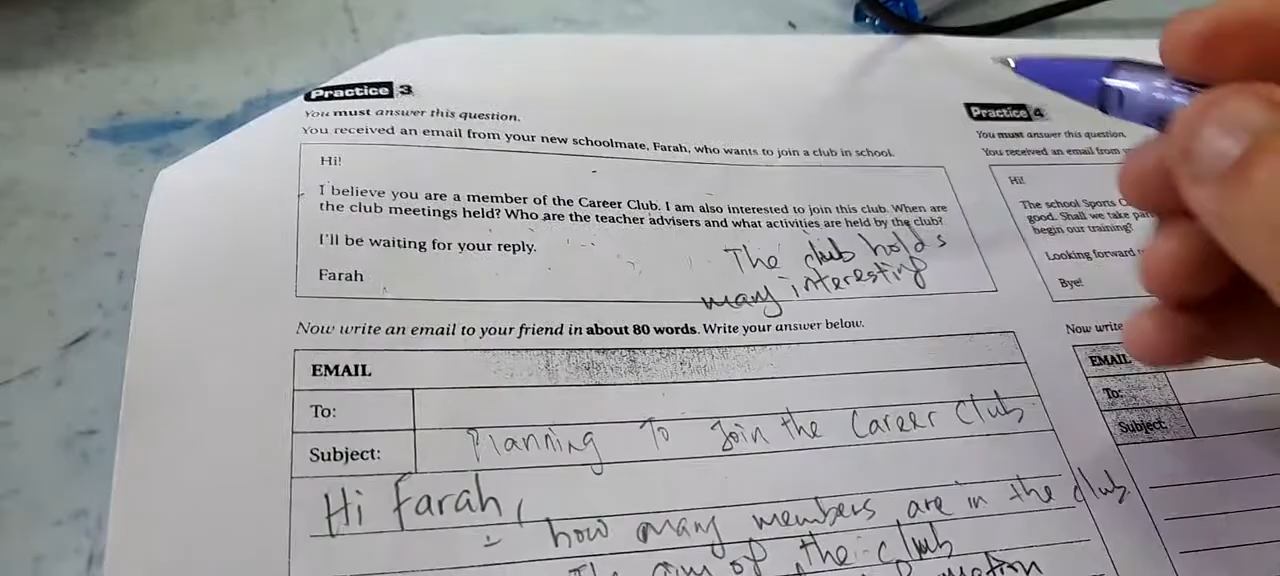 Practice 3
You must answer this question.
You received an email from your new schoolmate, Farah, who wants to join a club in school.
Hi!
I believe you are a member of the Career Club. I am also interested to join this club. When are
the club meetings held? Who are the teacher advisers and what activities are held by the club?
I'll be waiting for your reply.
Farah
The club holds
many interesting
Now write an email to your friend in about 80 words. Write your answer below.
EMAIL
To:
Subject: Planning To Join the Career Club
Hi Farah,
- how many members are in the club
The aim of the club
Practice 4
You must answer this question.
You received an email from
Hi!
The school Sports
good. Shall we take
begin our training?
Looking forward
Bye!
Now write
EMAIL
To:
Subject: